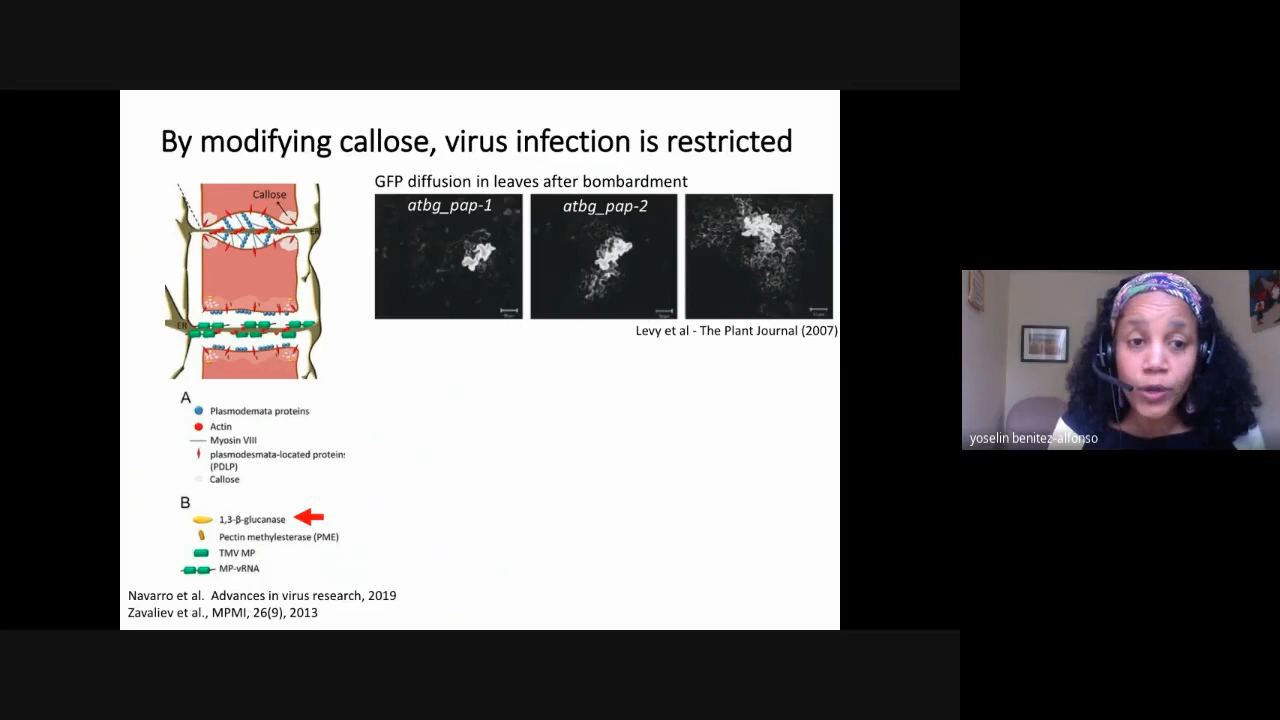 By modifying callose, virus infection is restricted
GFP diffusion in leaves after bombardment
Callose
ER
ER
atbg_pap-1
atbg_pap-2
Levy et al - The Plant Journal (2007)
A
Plasmodemata proteins
Actin
Myosin VIII
plasmodesmata-located proteins
(PDLP)
Callose
B
1,3-β-glucanase
Pectin methylesterase (PME)
TMV MP
MP-vRNA
Navarro et al. Advances in virus research, 2019
Zavaliev et al., MPMI, 26(9), 2013
yoselin benitez-alfonso